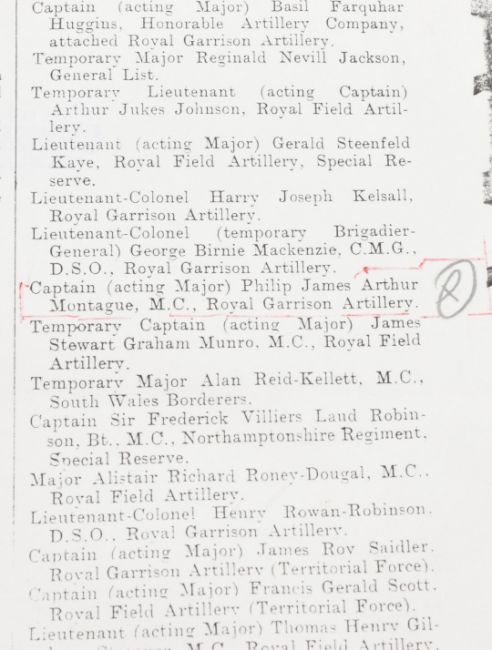 Captain (acting Major) Basil Farquhar
Huggins, Honorable Artillery Company,
attached Royal Garrison Artillery.
Temporary Major Reginald Nevill Jackson,
General List.
Temporary Lieutenant (acting Captain)
Arthur Jukes Johnson, Royal Field Artil-
lery.
Lieutenant (acting Major) Gerald Steenfeld
Kaye, Royal Field Artillery, Special Re-
serve.
Lieutenant-Colonel Harry Joseph Kelsall,
Royal Garrison Artillery.
Lieutenant-Colonel (temporary Brigadier-
General) George Birnie Mackenzie, C.M.G.,
D.S.O., Royal Garrison Artillery.
Captain (acting Major) Philip James Arthur
Montague, M.C., Royal Garrison Artillery.
Temporary Captain (acting Major) James
Stewart Graham Munro, M.C., Royal Field
Artillery.
Temporary Major Alan Reid-Kellett, M.C.,
South Wales Borderers.
Captain Sir Frederick Villiers Laud Robin-
son, Bt., M.C., Northamptonshire Regiment,
Special Reserve.
Major Alistair Richard Roney-Dougal, M.C.,
Royal Field Artillery.
Lieutenant-Colonel Henry Rowan-Robinson,
D.S.O., Royal Garrison Artillery.
Captain (acting Major) James Roy Saidler,
Royal Garrison Artillery (Territorial Force).
Captain (acting Major) Francis Gerald Scott,
Royal Field Artillery (Territorial Force).
Lieutenant (acting Major) Thomas Henry Gil-
M.C., Royal Field Artillery,